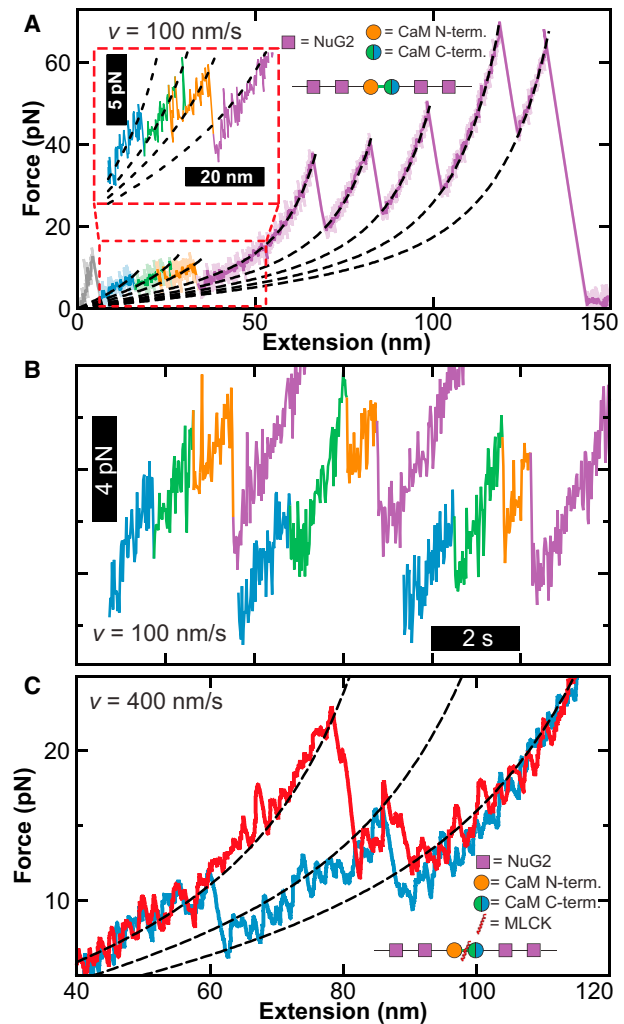 A
v = 100 nm/s
= NuG2
= CaM N-term.
= CaM C-term.
5 pN
20 nm
60
40
20
0
Force (pN)
0
50
100
150
Extension (nm)
B
4 pN
v = 100 nm/s
2 s
C
v = 400 nm/s
20
10
Force (pN)
= NuG2
= CaM N-term.
= CaM C-term.
= MLCK
40
60
80
100
120
Extension (nm)